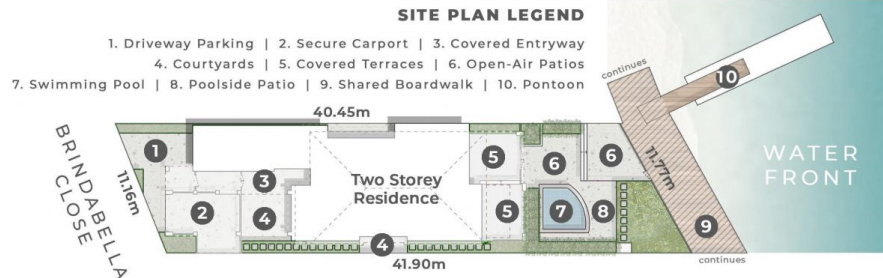 SITE PLAN LEGEND
1. Driveway Parking | 2. Secure Carport | 3. Covered Entryway
4. Courtyards | 5. Covered Terraces | 6. Open-Air Patios
7. Swimming Pool | 8. Poolside Patio | 9. Shared Boardwalk | 10. Pontoon
continues
10
40.45m
BRINDABELLA
CLOSE
11.16m
1
2
3
4
Two Storey
Residence
5
5
6
6
7
8
4
41.90m
11.77m
9
continues
WATER
FRONT